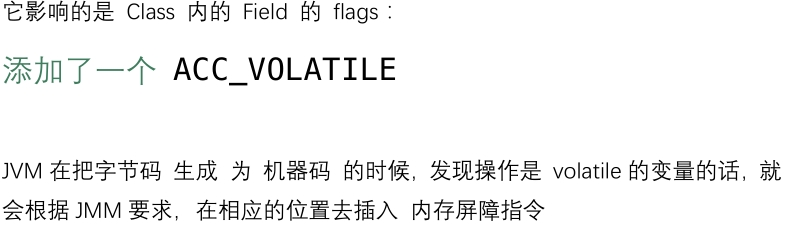 它影响的是 Class 内的 Field 的 flags：
添加了一个 ACC_VOLATILE
JVM 在把字节码 生成 为 机器码 的时候，发现操作是 volatile 的变量的话，就
会根据 JMM 要求，在相应的位置去插入 内存屏障指令